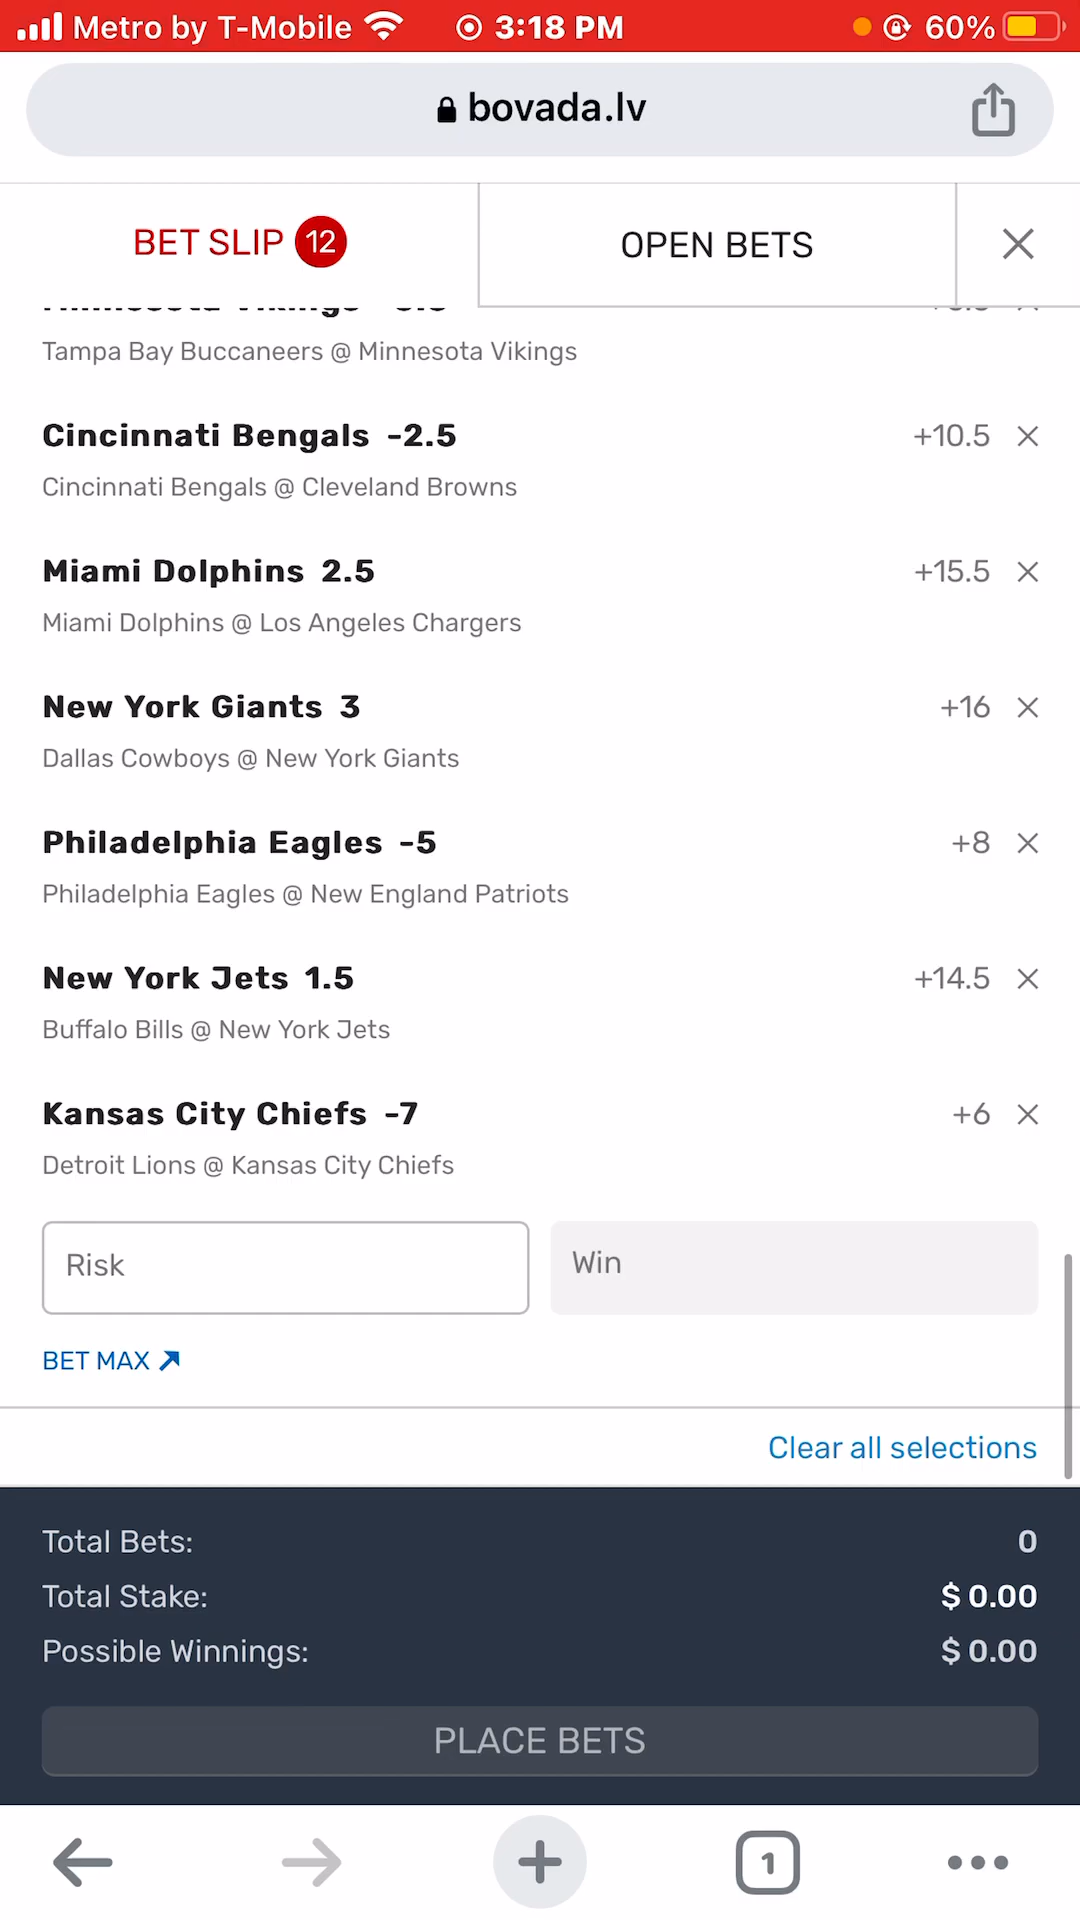 Metro by T-Mobile 3:18 PM 60%
bovada.lv
BET SLIP 12 OPEN BETS
Tampa Bay Buccaneers @ Minnesota Vikings
Cincinnati Bengals -2.5 +10.5
Cincinnati Bengals @ Cleveland Browns
Miami Dolphins 2.5 +15.5
Miami Dolphins @ Los Angeles Chargers
New York Giants 3 +16
Dallas Cowboys @ New York Giants
Philadelphia Eagles -5 +8
Philadelphia Eagles @ New England Patriots
New York Jets 1.5 +14.5
Buffalo Bills @ New York Jets
Kansas City Chiefs -7 +6
Detroit Lions @ Kansas City Chiefs
Risk Win
BET MAX
Clear all selections
Total Bets: 0
Total Stake: $ 0.00
Possible Winnings: $ 0.00
PLACE BETS
1